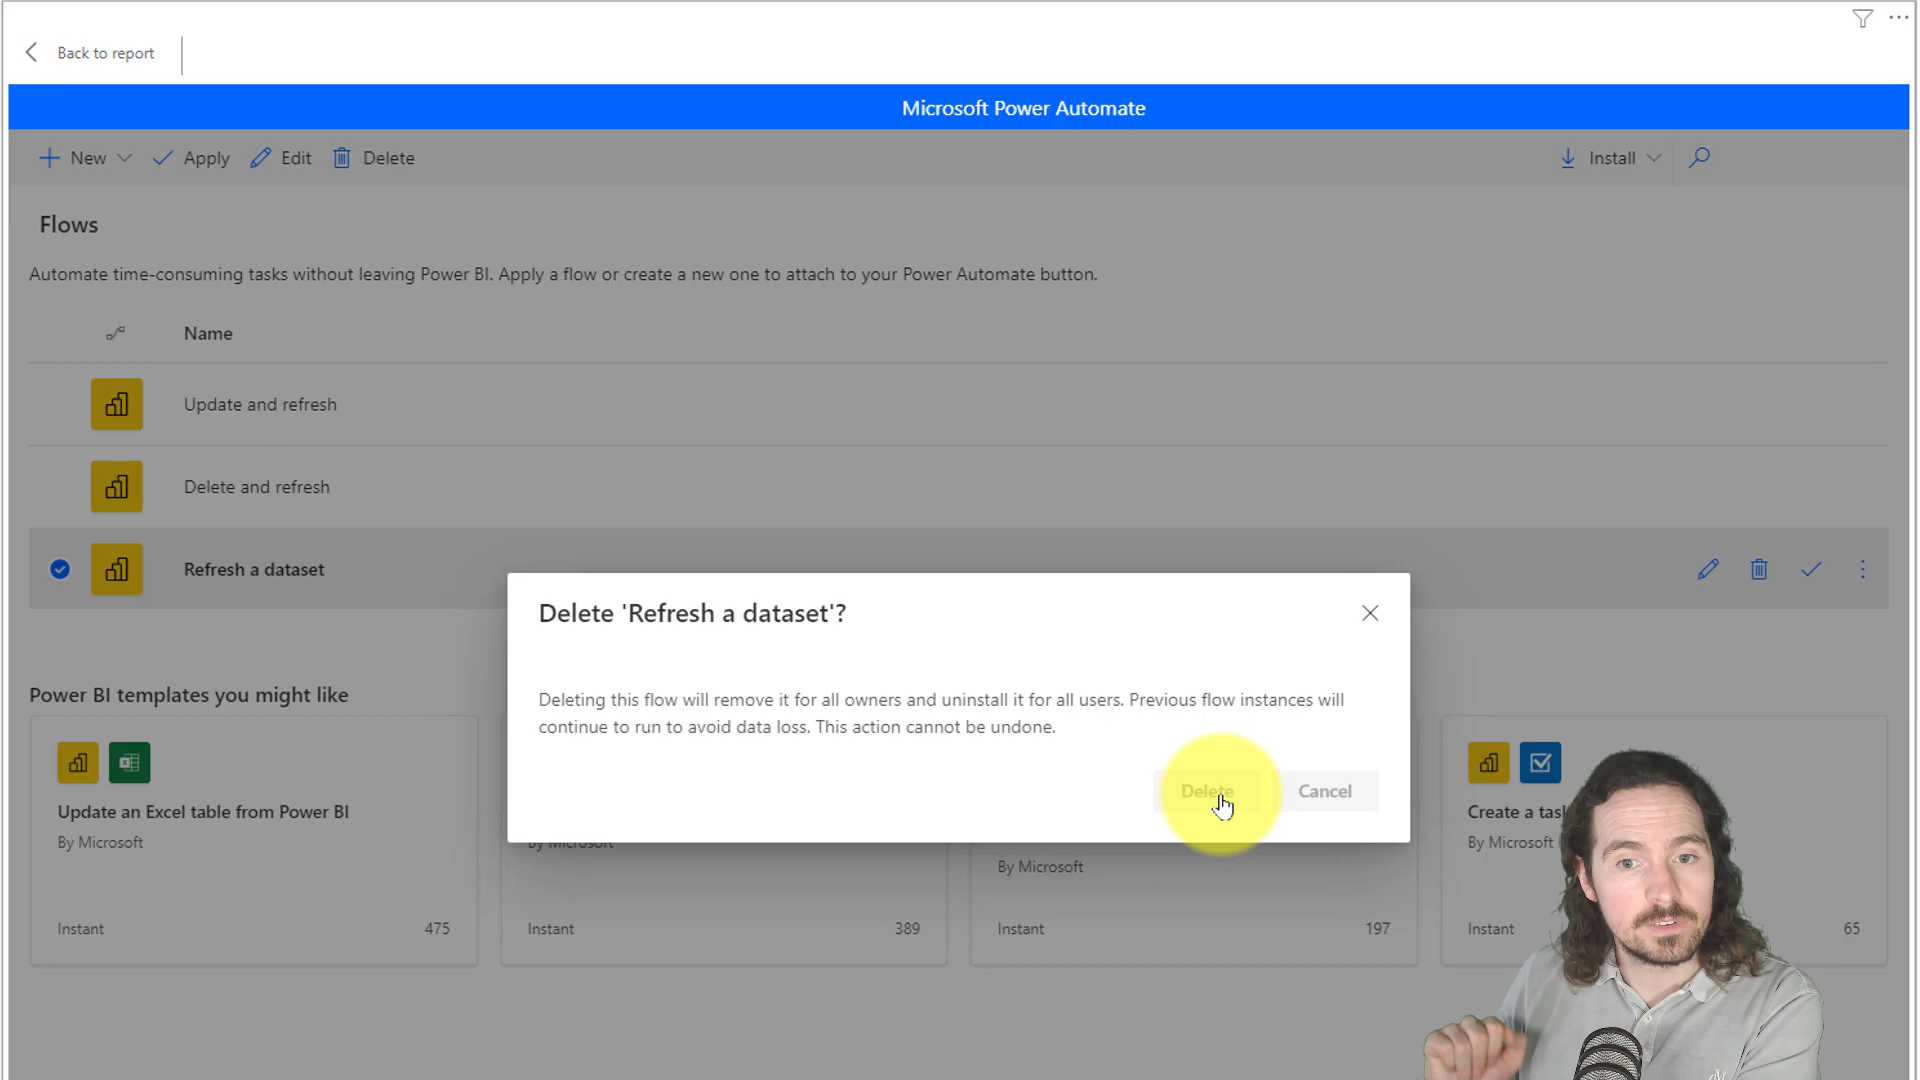 Back to report
Microsoft Power Automate
New
Apply
Edit
Delete
Install
Flows
Automate time-consuming tasks without leaving Power BI. Apply a flow or create a new one to attach to your Power Automate button.
Name
Update and refresh
Delete and refresh
Refresh a dataset
Delete 'Refresh a dataset'?
Deleting this flow will remove it for all owners and uninstall it for all users. Previous flow instances will
continue to run to avoid data loss. This action cannot be undone.
Delete
Cancel
Power BI templates you might like
Update an Excel table from Power BI
By Microsoft
Instant
475
By Microsoft
Instant
389
By Microsoft
Instant
197
Create a task
By Microsoft
Instant
65